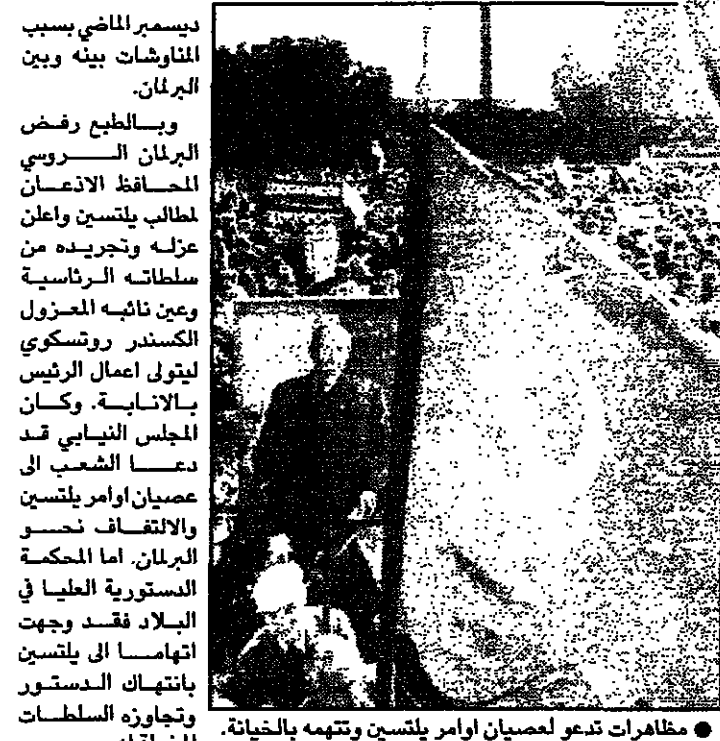 ديسمبر الماضي بسبب
المناوشات بينه وبين
البرلمان.
وبالطبع رفض
البرلمان الروسي
المحافظ الاذعان
لمطالب يلتسين واعلن
عزله وتجريده من
سلطاته الرئاسية
وعين نائبه المعزول
الكسندر روتسكوي
ليتولى اعمال الرئيس
بالانابة. وكان
المجلس النيابي قد
دعا الشعب الى
عصيان اوامر يلتسين
والالتفاف نحو
البرلمان. اما المحكمة
الدستورية العليا في
البلاد فقد وجهت
اتهاما الى يلتسين
بانتهاك الدستور
وتجاوزه السلطات
● مظاهرات تدعو لعصيان اوامر يلتسين وتتهمه بالخيانة.